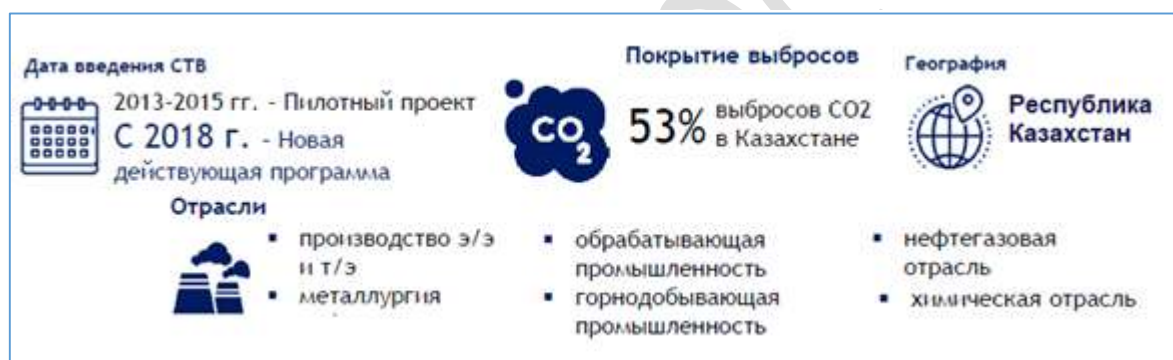 Дата введения СТВ
2013-2015 гг. - Пилотный проект
С 2018 г. - Новая
действующая программа
CO2
Покрытие выбросов
53% выбросов СО2
в Казахстане
География
Республика
Казахстан
Отрасли
▪ производство э/э
и т/э
▪ металлургия
▪ обрабатывающая
промышленность
▪ горнодобывающая
промышленность
▪ нефтегазовая
отрасль
▪ химическая отрасль